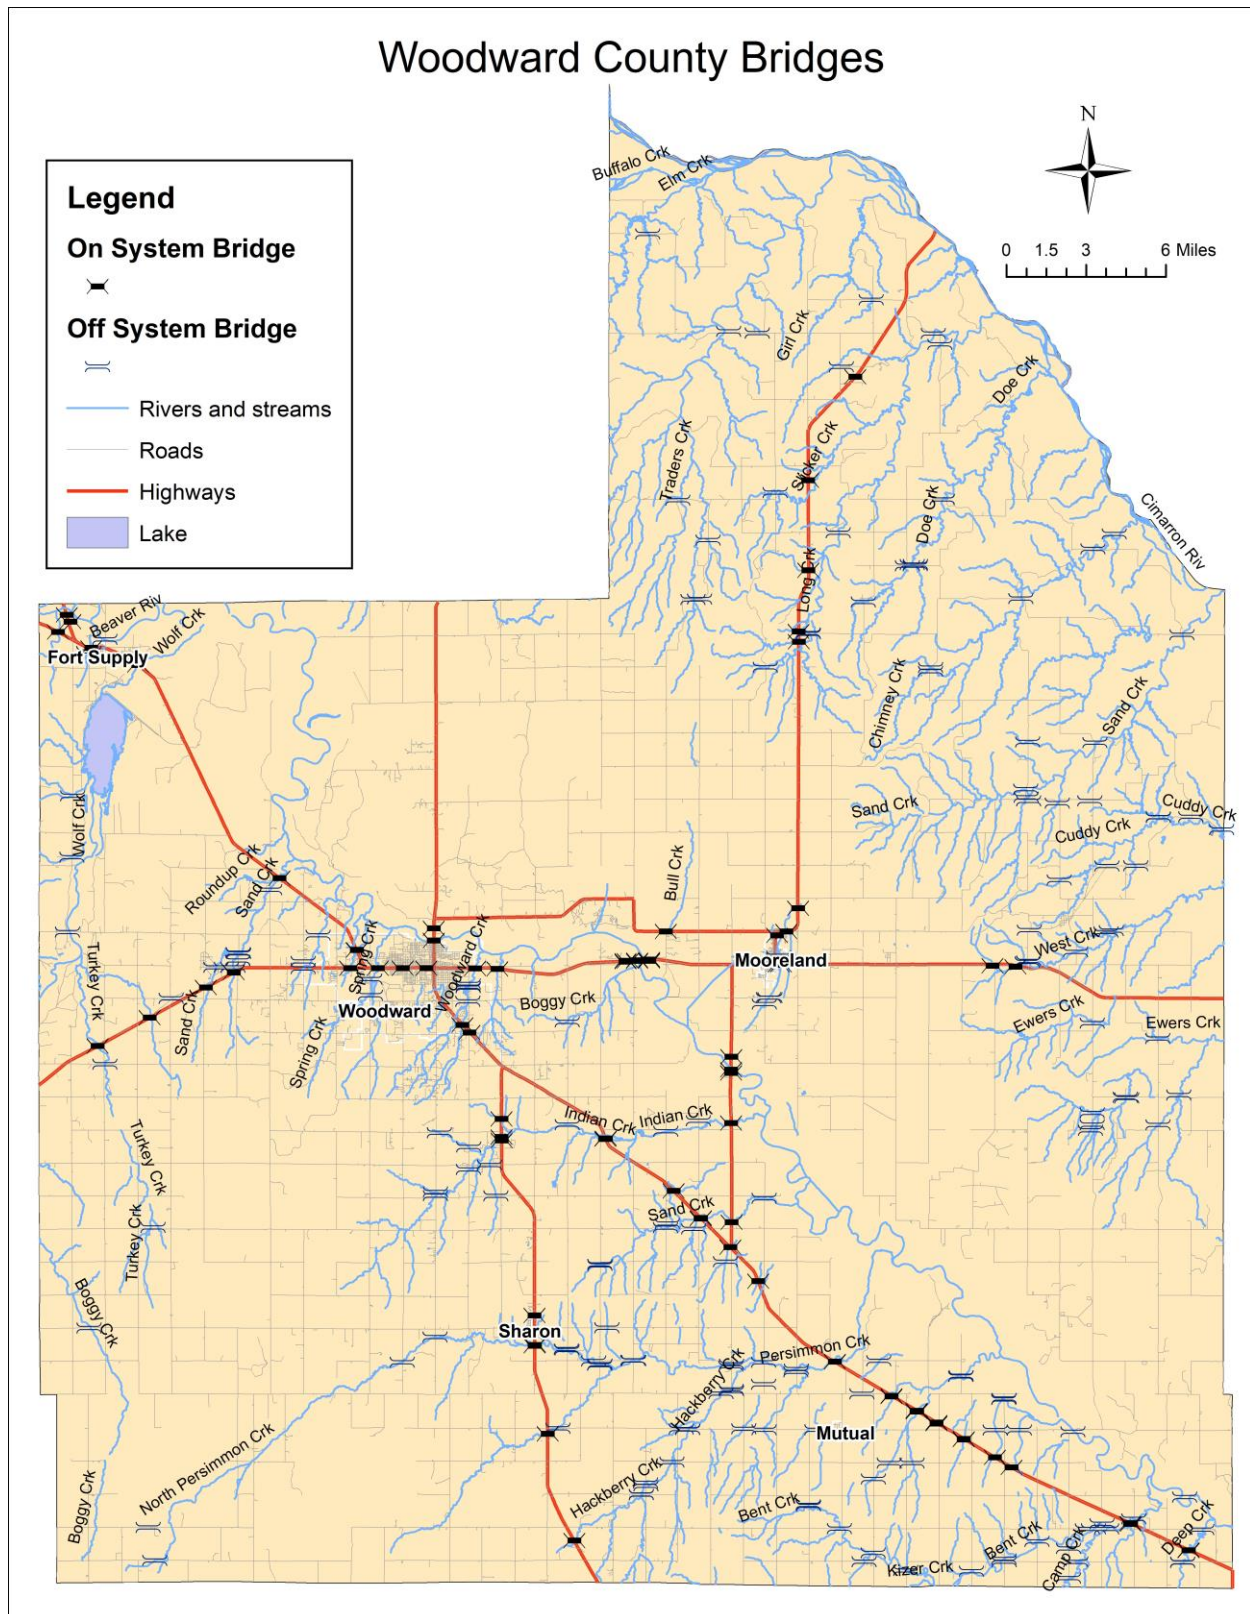 Woodward County Bridges
N
0 1.5 3 6 Miles
Legend
On System Bridge
Off System Bridge
Rivers and streams
Roads
Highways
Lake
Buffalo Crk
Elm Crk
Girl Crk
Doe Crk
Traders Crk
Slicker Crk
Doe Crk
Cimarron Riv
Long Crk
Beaver Riv
Wolf Crk
Fort Supply
Chimney Crk
Sand Crk
Wolf Crk
Sand Crk
Cuddy Crk
Cuddy Crk
Roundup Crk
Sand Crk
Bull Crk
Turkey Crk
Spring Crk
Woodward Crk
West Crk
Mooreland
Boggy Crk
Woodward
Sand Crk
Spring Crk
Ewers Crk
Ewers Crk
Indian Crk
Indian Crk
Turkey Crk
Sand Crk
Turkey Crk
Boggy Crk
Sharon
Persimmon Crk
Hackberry Crk
Mutual
North Persimmon Crk
Hackberry Crk
Boggy Crk
Bent Crk
Bent Crk
Deep Crk
Camp Crk
Kizer Crk